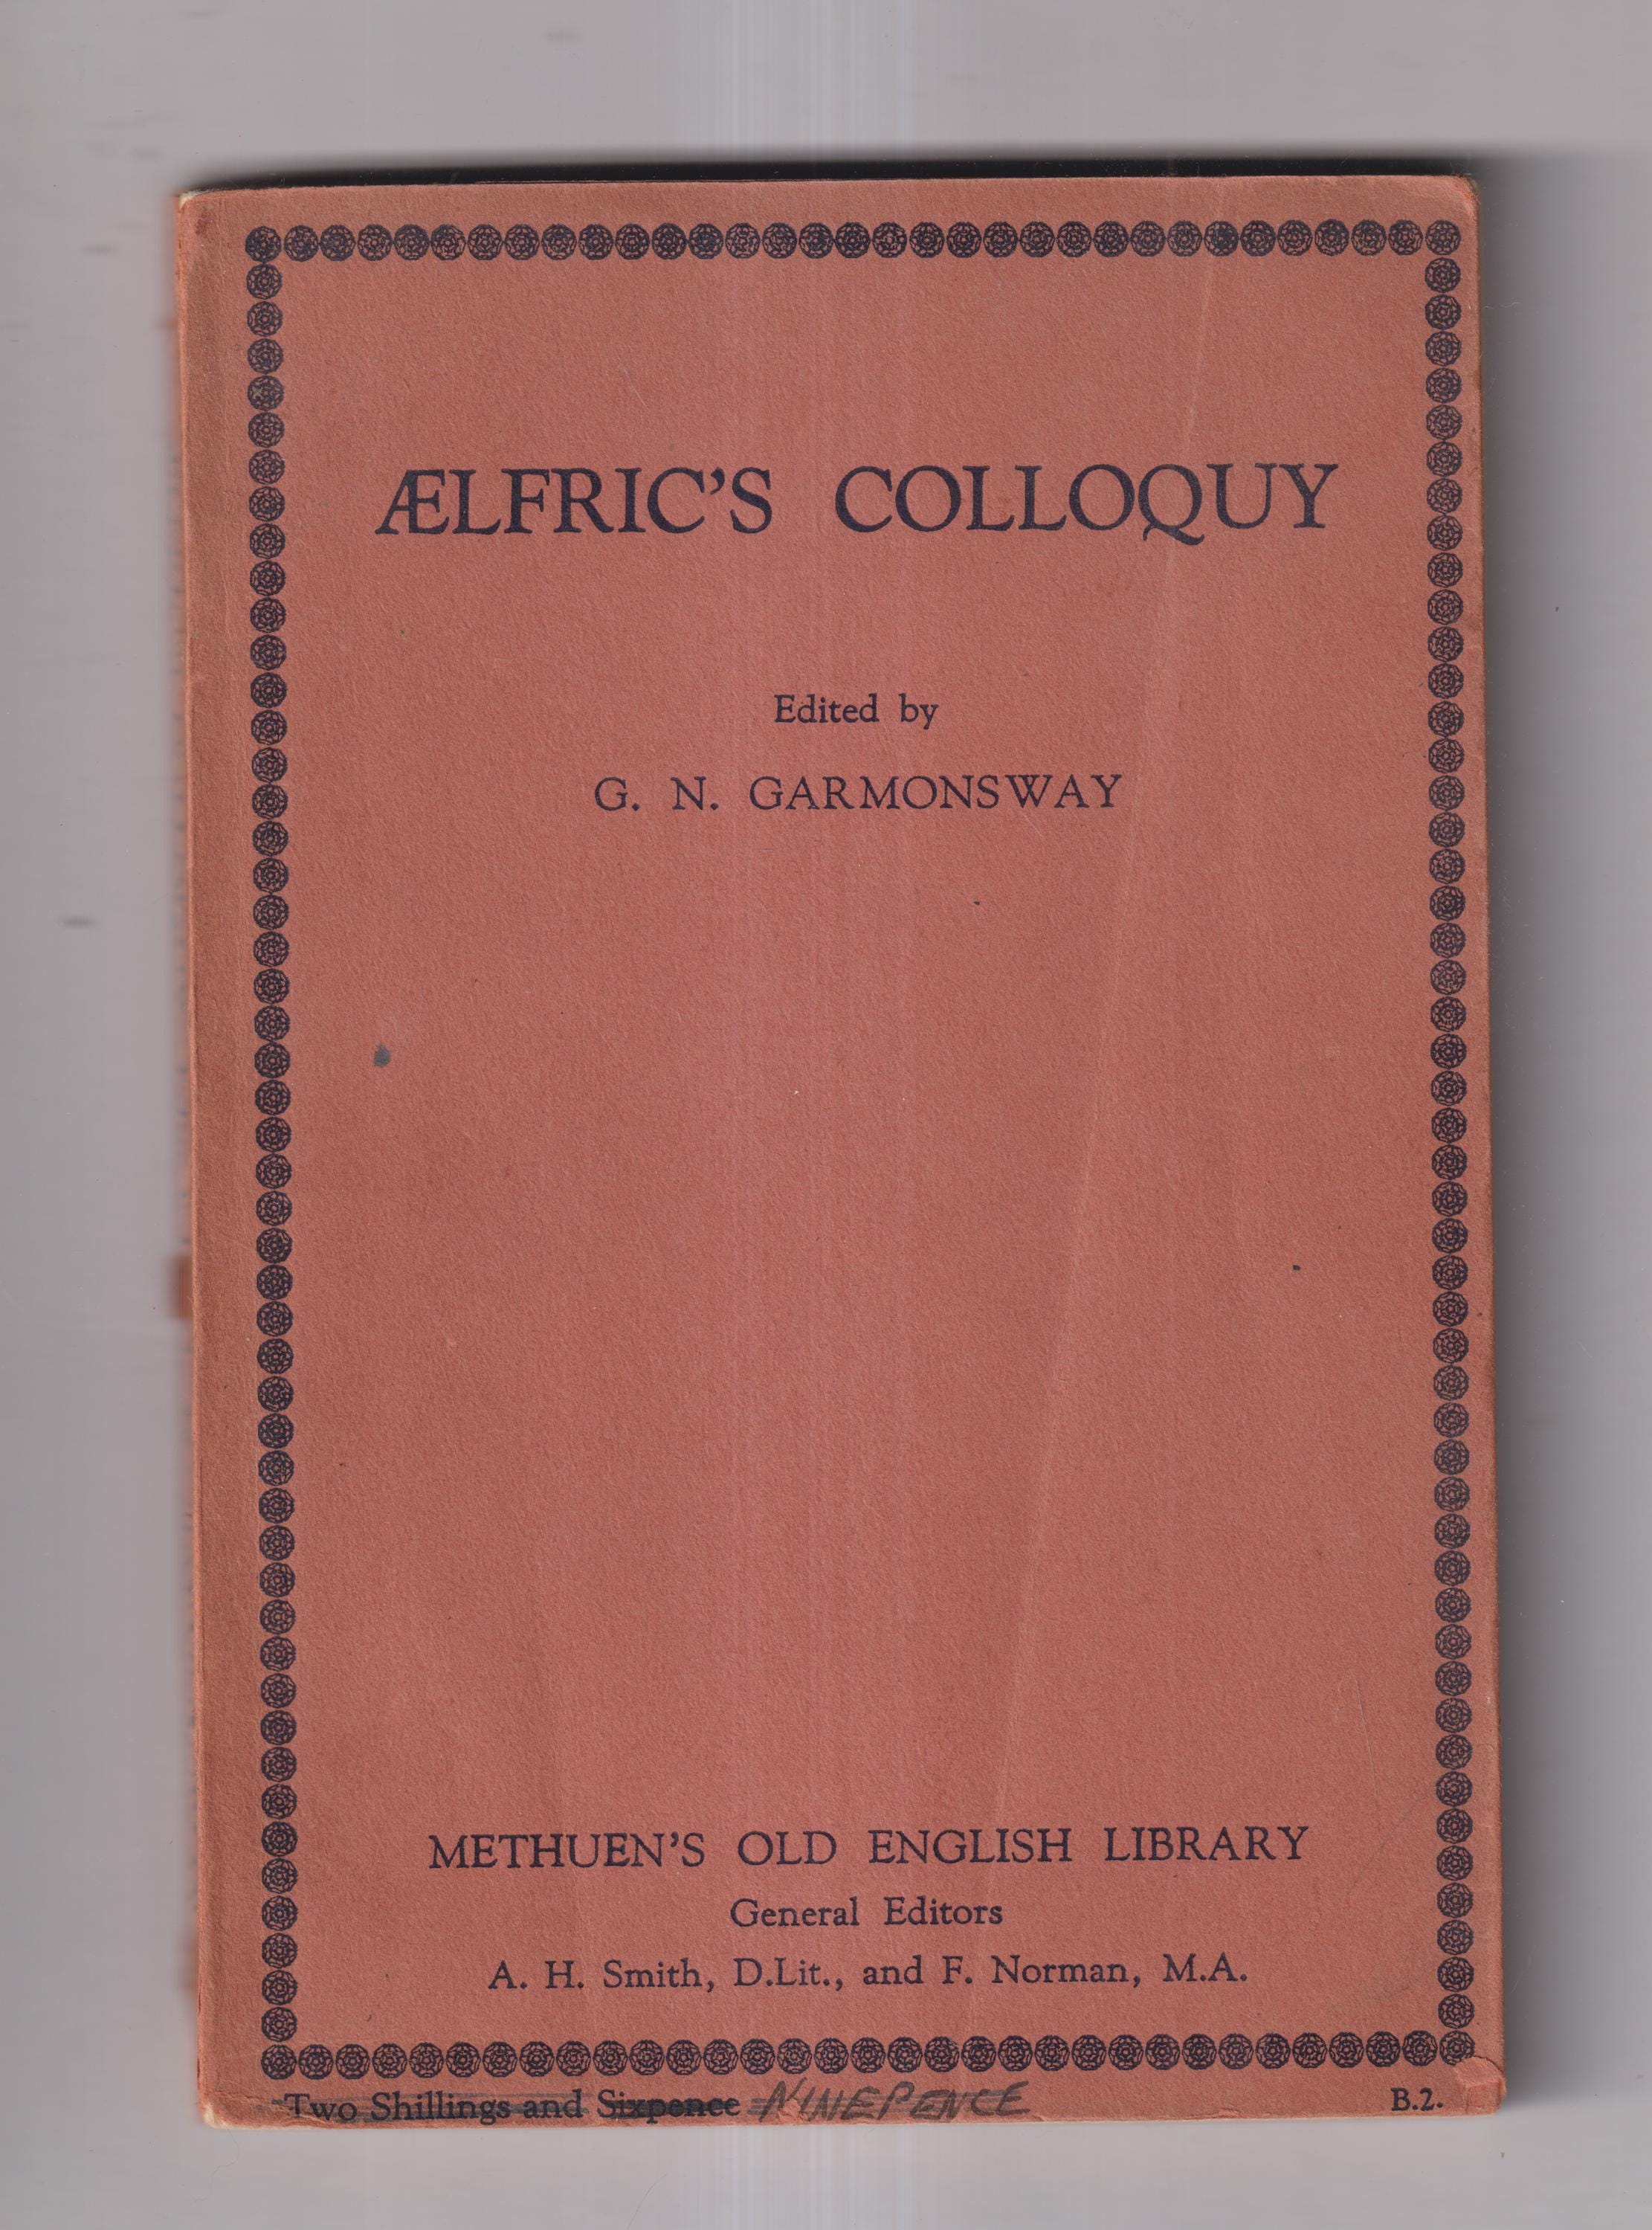 ÆLFRIC'S COLLOQUY
Edited by
G. N. GARMONSWAY
METHUEN'S OLD ENGLISH LIBRARY
General Editors
A. H. Smith, D.Lit., and F. Norman, M.A.
Two Shillings and Sixpence NINEPENCE B.2.